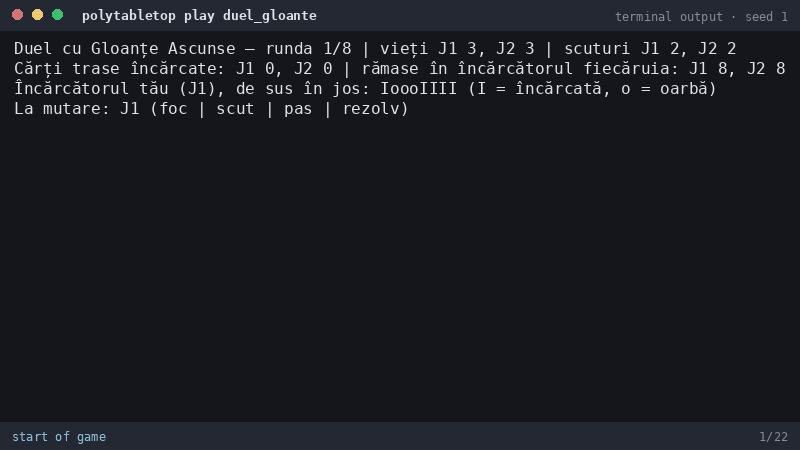 polytabletop play duel_gloante
terminal output · seed 1
Duel cu Gloanțe Ascunse — runda 1/8 | vieți J1 3, J2 3 | scuturi J1 2, J2 2
Cărți trase încărcate: J1 0, J2 0 | rămase în încărcătorul fiecăruia: J1 8, J2 8
Încărcătorul tău (J1), de sus în jos: IoooIIII (I = încărcată, o = oarbă)
La mutare: J1 (foc | scut | pas | rezolv)
start of game
1/22